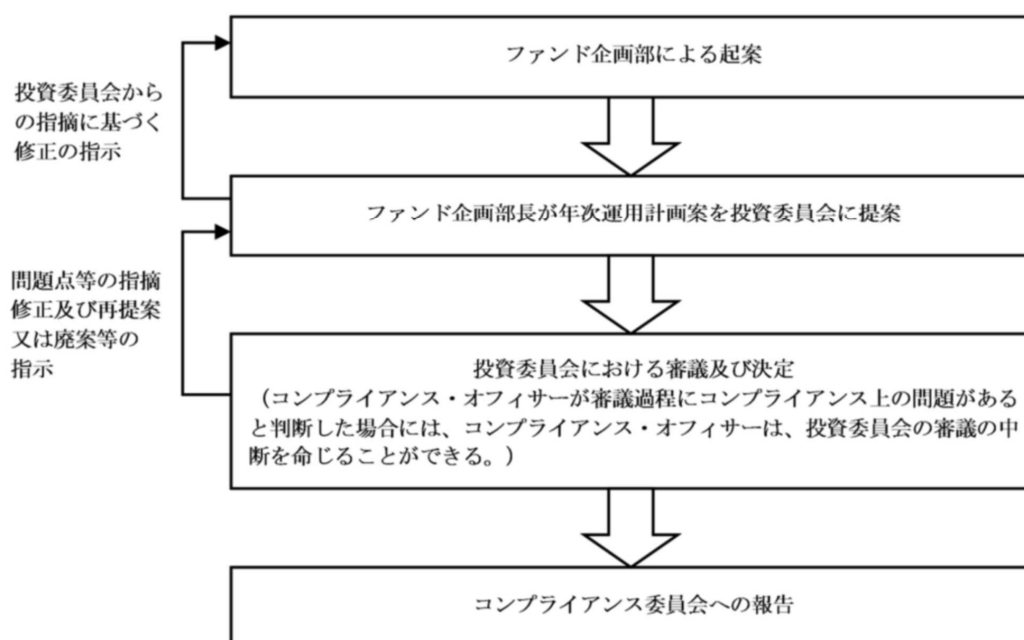 ファンド企画部による起案
投資委員会から
の指摘に基づく
修正の指示
ファンド企画部長が年次運用計画案を投資委員会に提案
問題点等の指摘
修正及び再提案
又は廃案等の
指示
投資委員会における審議及び決定
（コンプライアンス・オフィサーが審議過程にコンプライアンス上の問題がある
と判断した場合には、コンプライアンス・オフィサーは、投資委員会の審議の中
断を命じることができる。）
コンプライアンス委員会への報告